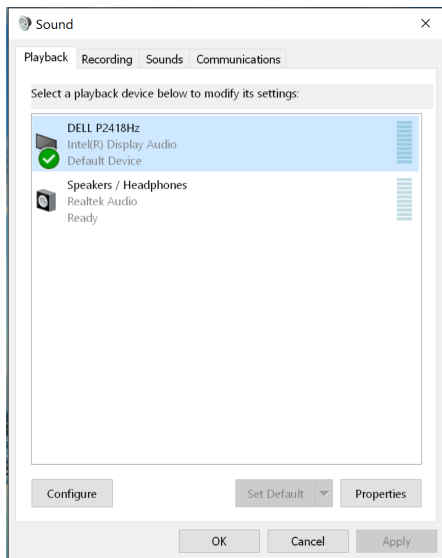 Sound
Playback Recording Sounds Communications
Select a playback device below to modify its settings:
DELL P2418Hz
Intel(R) Display Audio
Default Device
Speakers / Headphones
Realtek Audio
Ready
Configure Set Default Properties
OK Cancel Apply